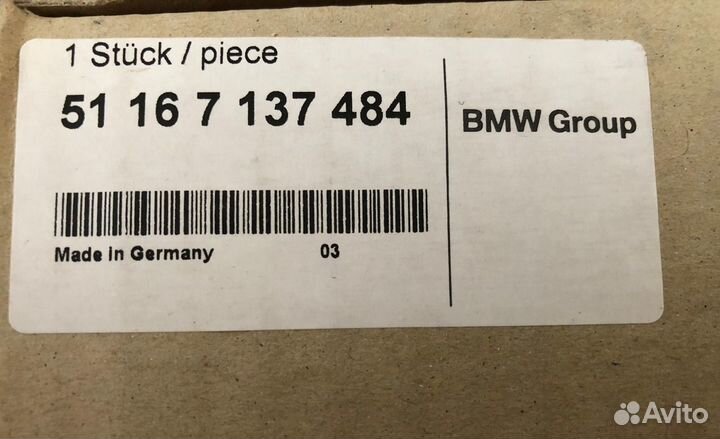 1 Stück / piece
51 16 7 137 484
BMW Group
Made in Germany 03
Avito